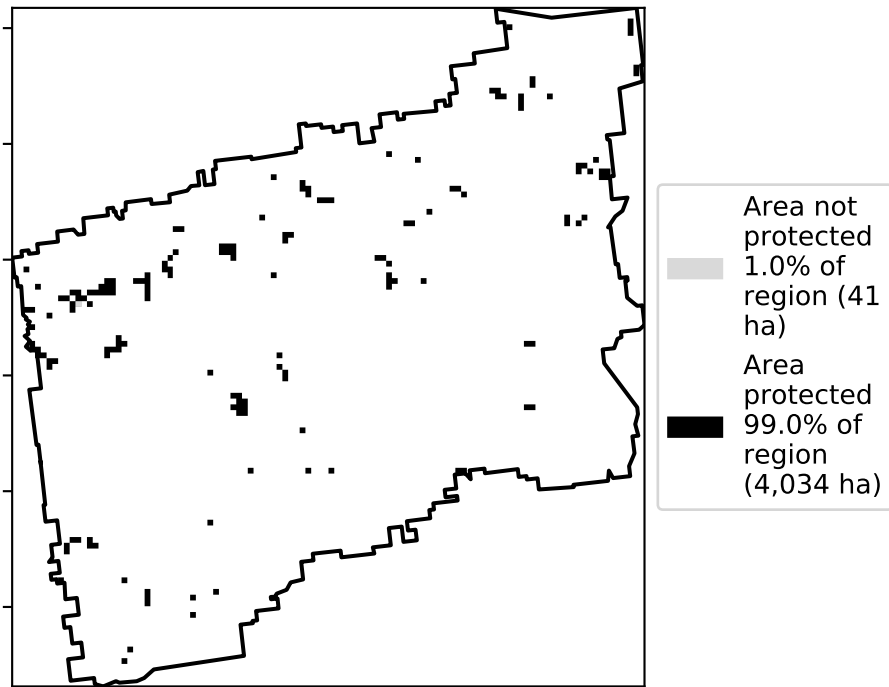 Area not
protected
1.0% of
region (41
ha)
Area
protected
99.0% of
region
(4,034 ha)